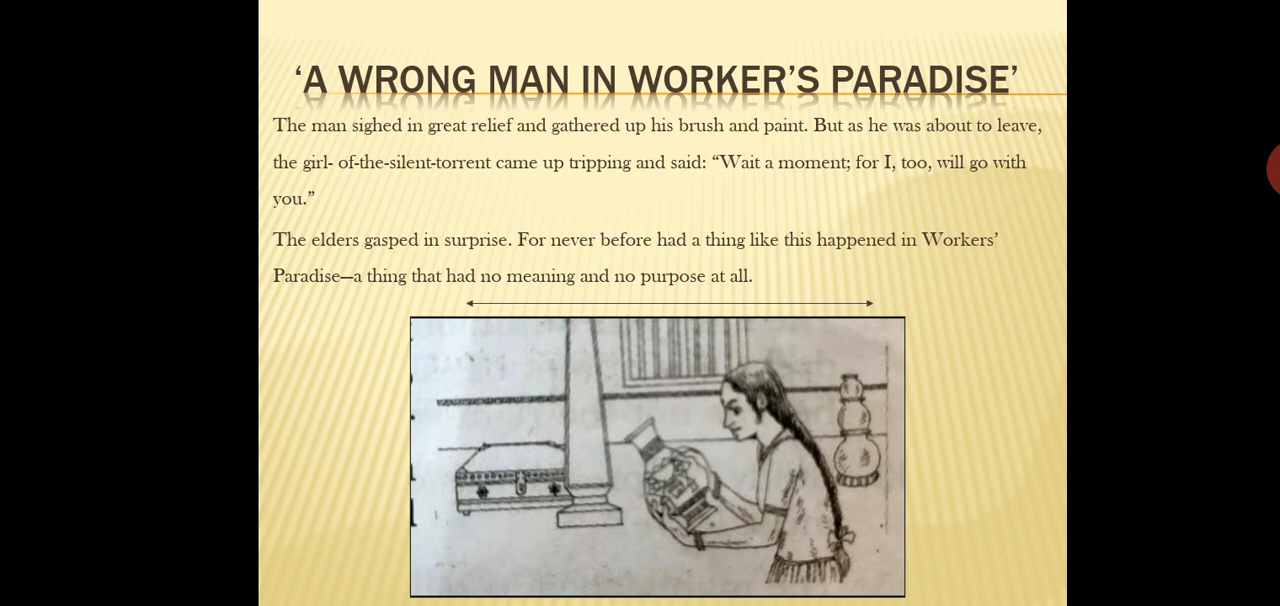 ‘A WRONG MAN IN WORKER’S PARADISE’
The man sighed in great relief and gathered up his brush and paint. But as he was about to leave,
the girl- of-the-silent-torrent came up tripping and said: “Wait a moment; for I, too, will go with
you.”
The elders gasped in surprise. For never before had a thing like this happened in Workers’
Paradise—a thing that had no meaning and no purpose at all.